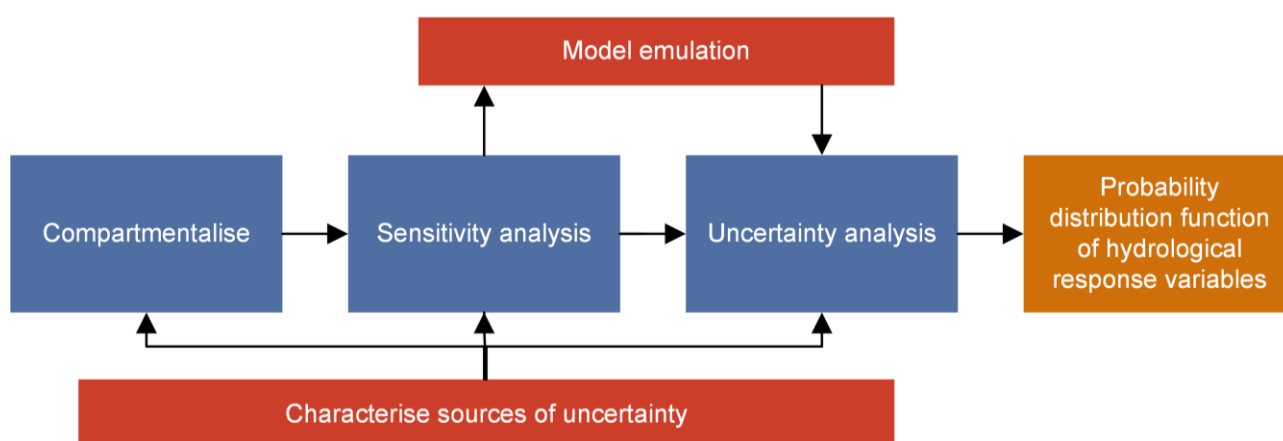 Model emulation
Compartmentalise
Sensitivity analysis
Uncertainty analysis
Probability
distribution function
of hydrological
response variables
Characterise sources of uncertainty